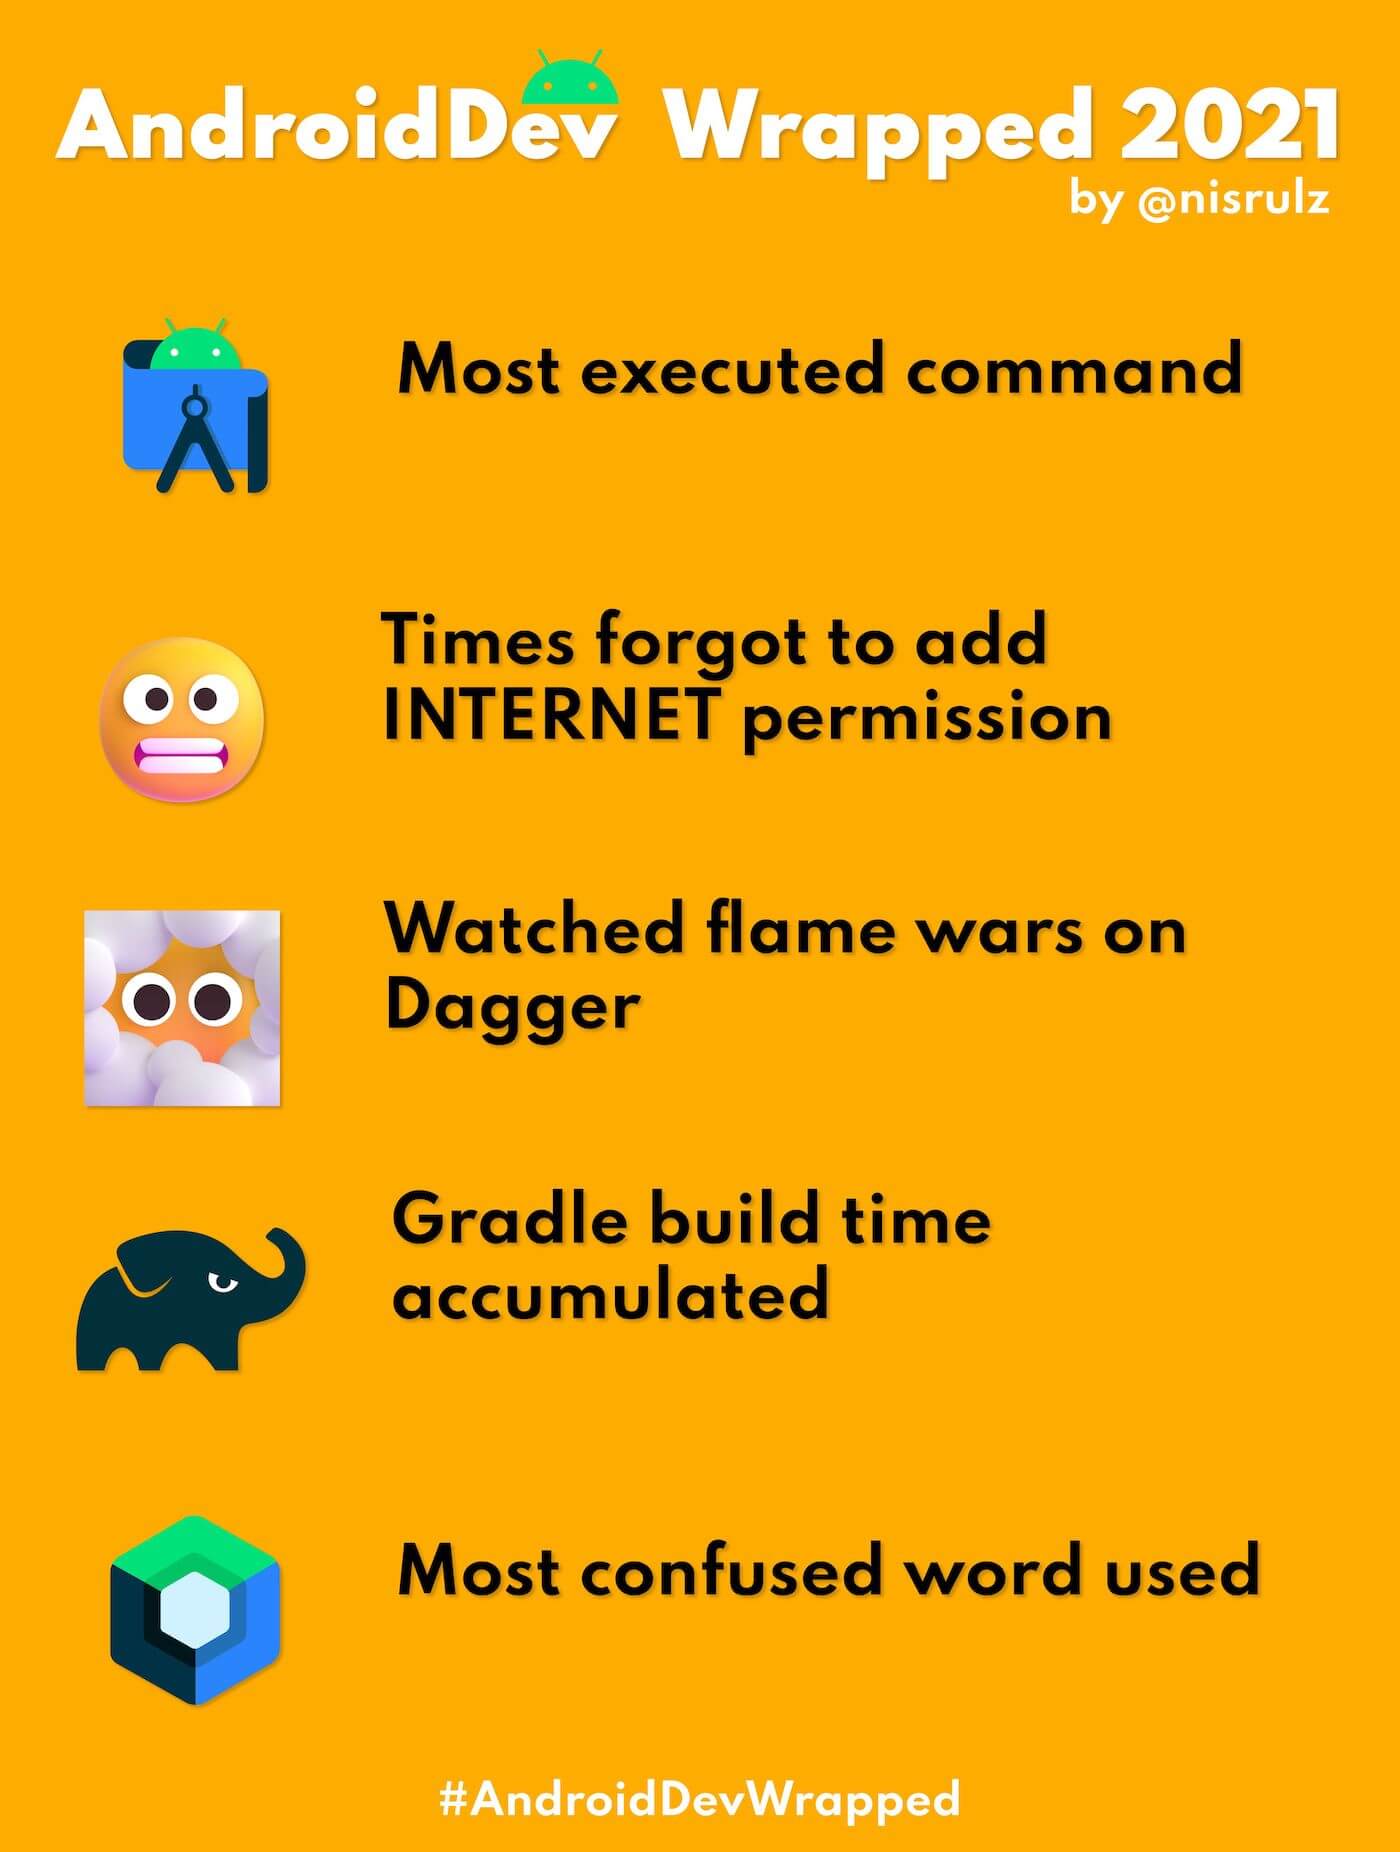 AndroidDev Wrapped 2021
by @nisrulz
Most executed command
Times forgot to add
INTERNET permission
Watched flame wars on
Dagger
Gradle build time
accumulated
Most confused word used
#AndroidDevWrapped